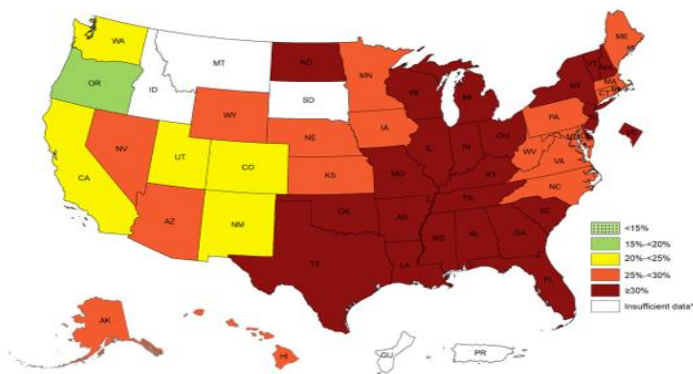 WA
MT
ND
MN
ME
OR
ID
SD
WI
MI
VT
NH
NY
MA
CT
WY
NE
IA
PA
NV
UT
CO
IL
IN
OH
WV
VA
CA
KS
MO
KY
NC
AZ
NM
OK
AR
TN
SC
TX
LA
MS
AL
GA
FL
AK
HI
GU
PR
<15%
15%-<20%
20%-<25%
25%-<30%
≥30%
Insufficient data*